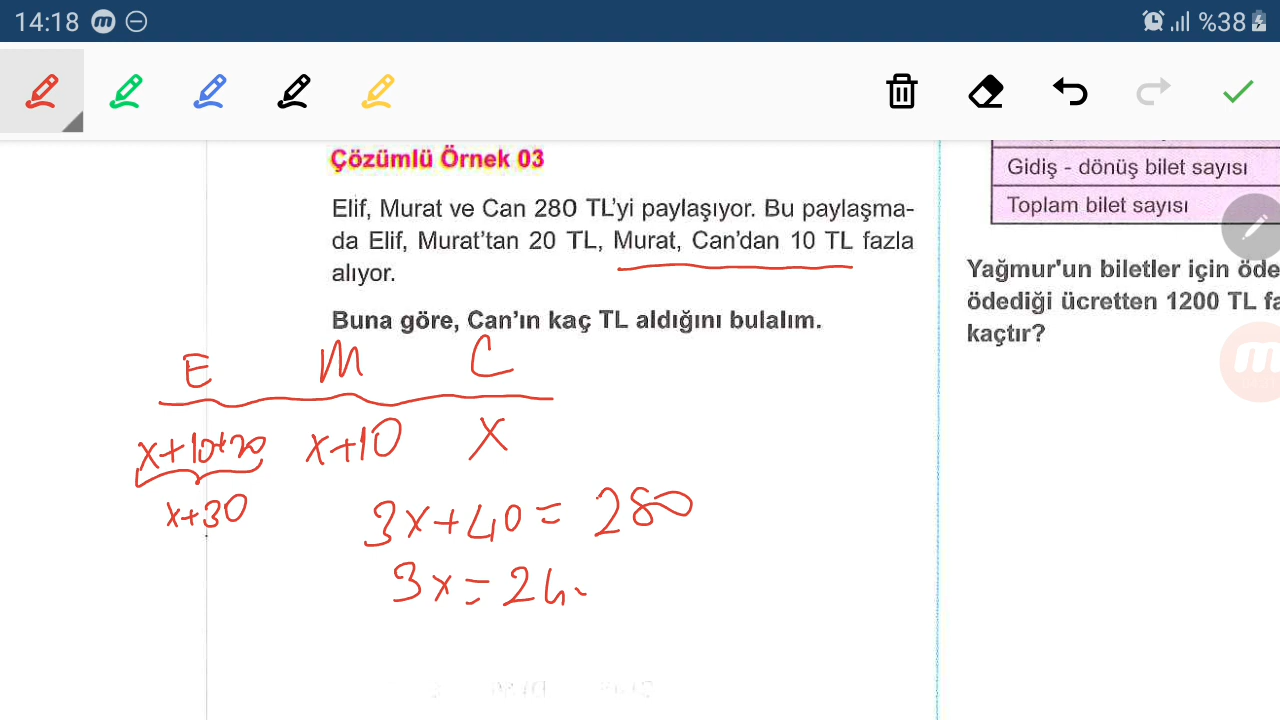 14:18 %38
Çözümlü Örnek 03
Elif, Murat ve Can 280 TL'yi paylaşıyor. Bu paylaşma-
da Elif, Murat'tan 20 TL, Murat, Can'dan 10 TL fazla
alıyor.
Buna göre, Can'ın kaç TL aldığını bulalım.
E M C
x+10+20 x+10 x
x+30
3x+40=280
3x=24
Gidiş - dönüş bilet sayısı
Toplam bilet sayısı
Yağmur'un biletler için öde
ödediği ücretten 1200 TL fa
kaçtır?